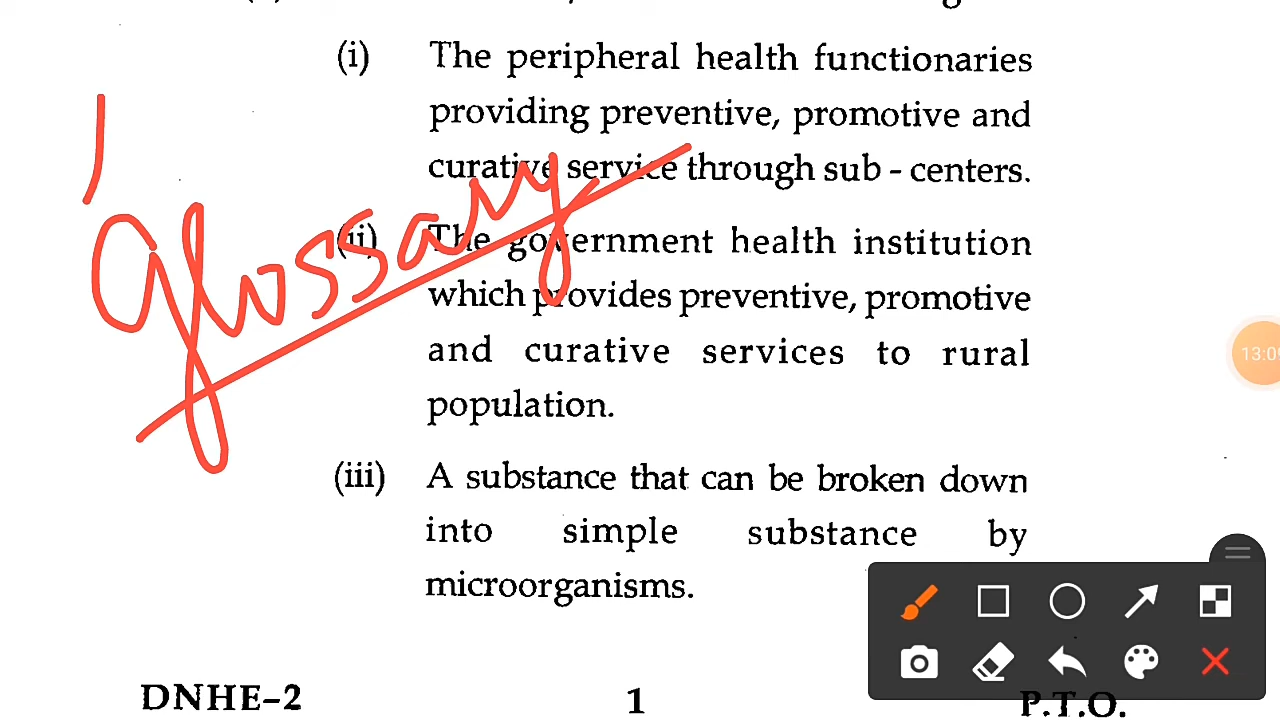 (i) The peripheral health functionaries
providing preventive, promotive and
curative service through sub - centers.
Glossary
(ii) The government health institution
which provides preventive, promotive
and curative services to rural
population.
(iii) A substance that can be broken down
into simple substance by
microorganisms.
13:09
DNHE-2 1 P.T.O.